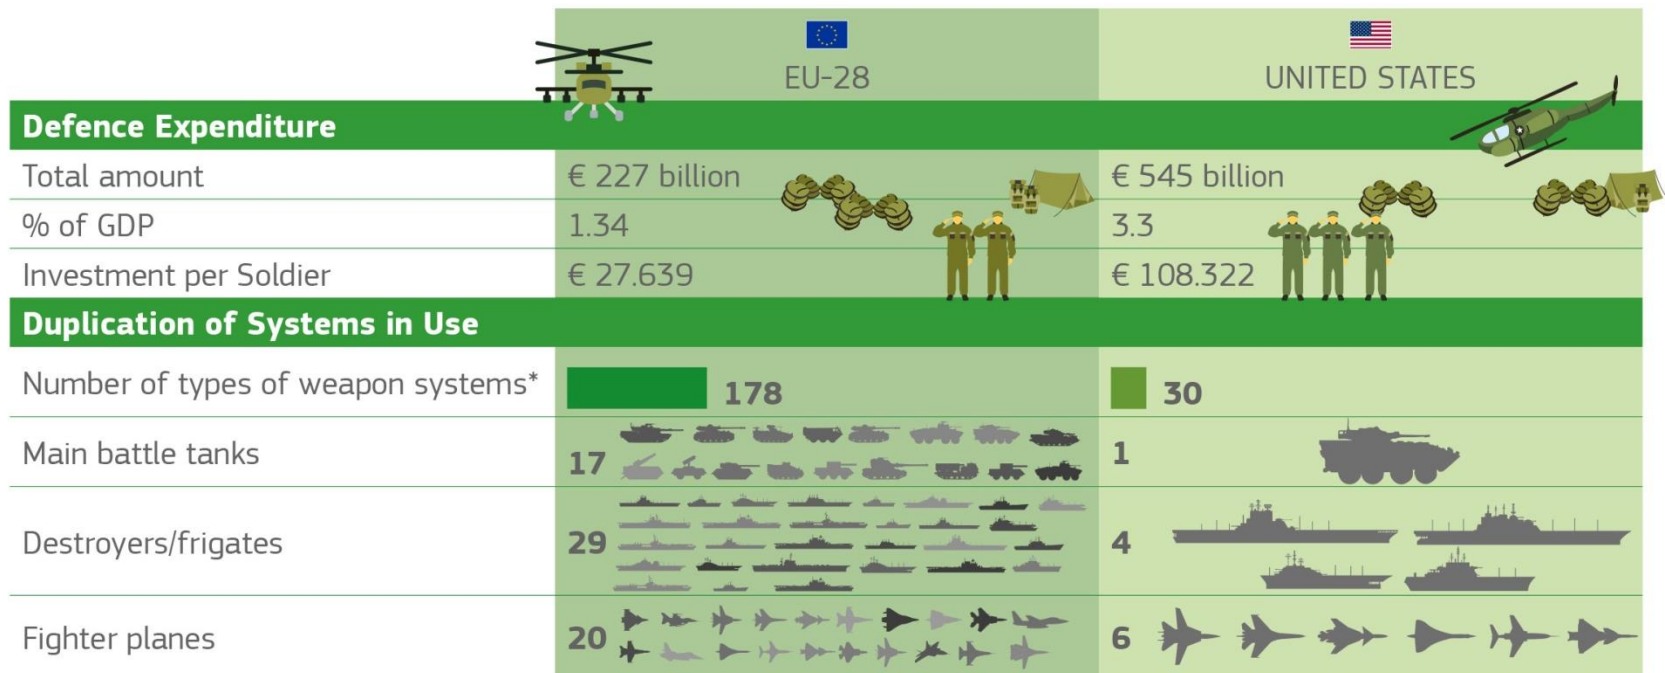 EU-28
UNITED STATES
Defence Expenditure
Total amount
€ 227 billion
€ 545 billion
% of GDP
1.34
3.3
Investment per Soldier
€ 27.639
€ 108.322
Duplication of Systems in Use
Number of types of weapon systems*
178
30
Main battle tanks
17
1
Destroyers/frigates
29
4
Fighter planes
20
6